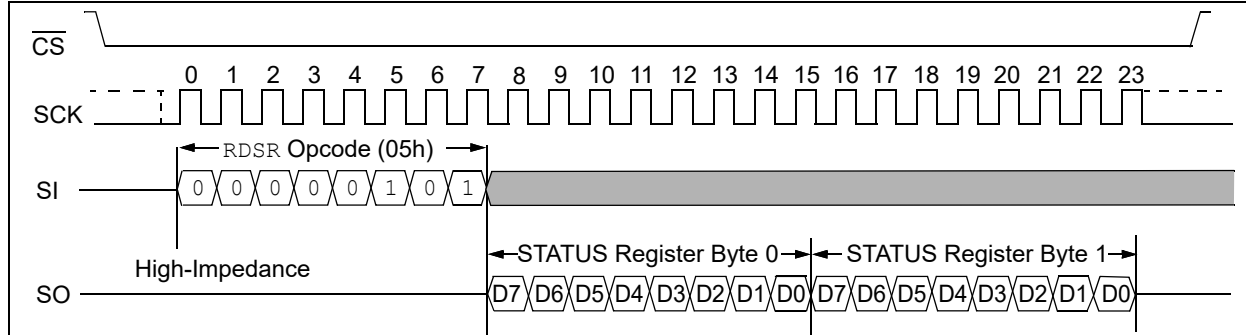 CS
0 1 2 3 4 5 6 7 8 9 10 11 12 13 14 15 16 17 18 19 20 21 22 23
SCK
RDSR Opcode (05h)
SI 0 0 0 0 0 1 0 1
STATUS Register Byte 0 STATUS Register Byte 1
High-Impedance
SO D7 D6 D5 D4 D3 D2 D1 D0 D7 D6 D5 D4 D3 D2 D1 D0